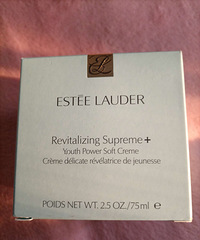 ESTĒE LAUDER
Revitalizing Supreme+
Youth Power Soft Creme
Crème délicate révélatrice de jeunesse
POIDS NET WT. 2.5 OZ./75ml e